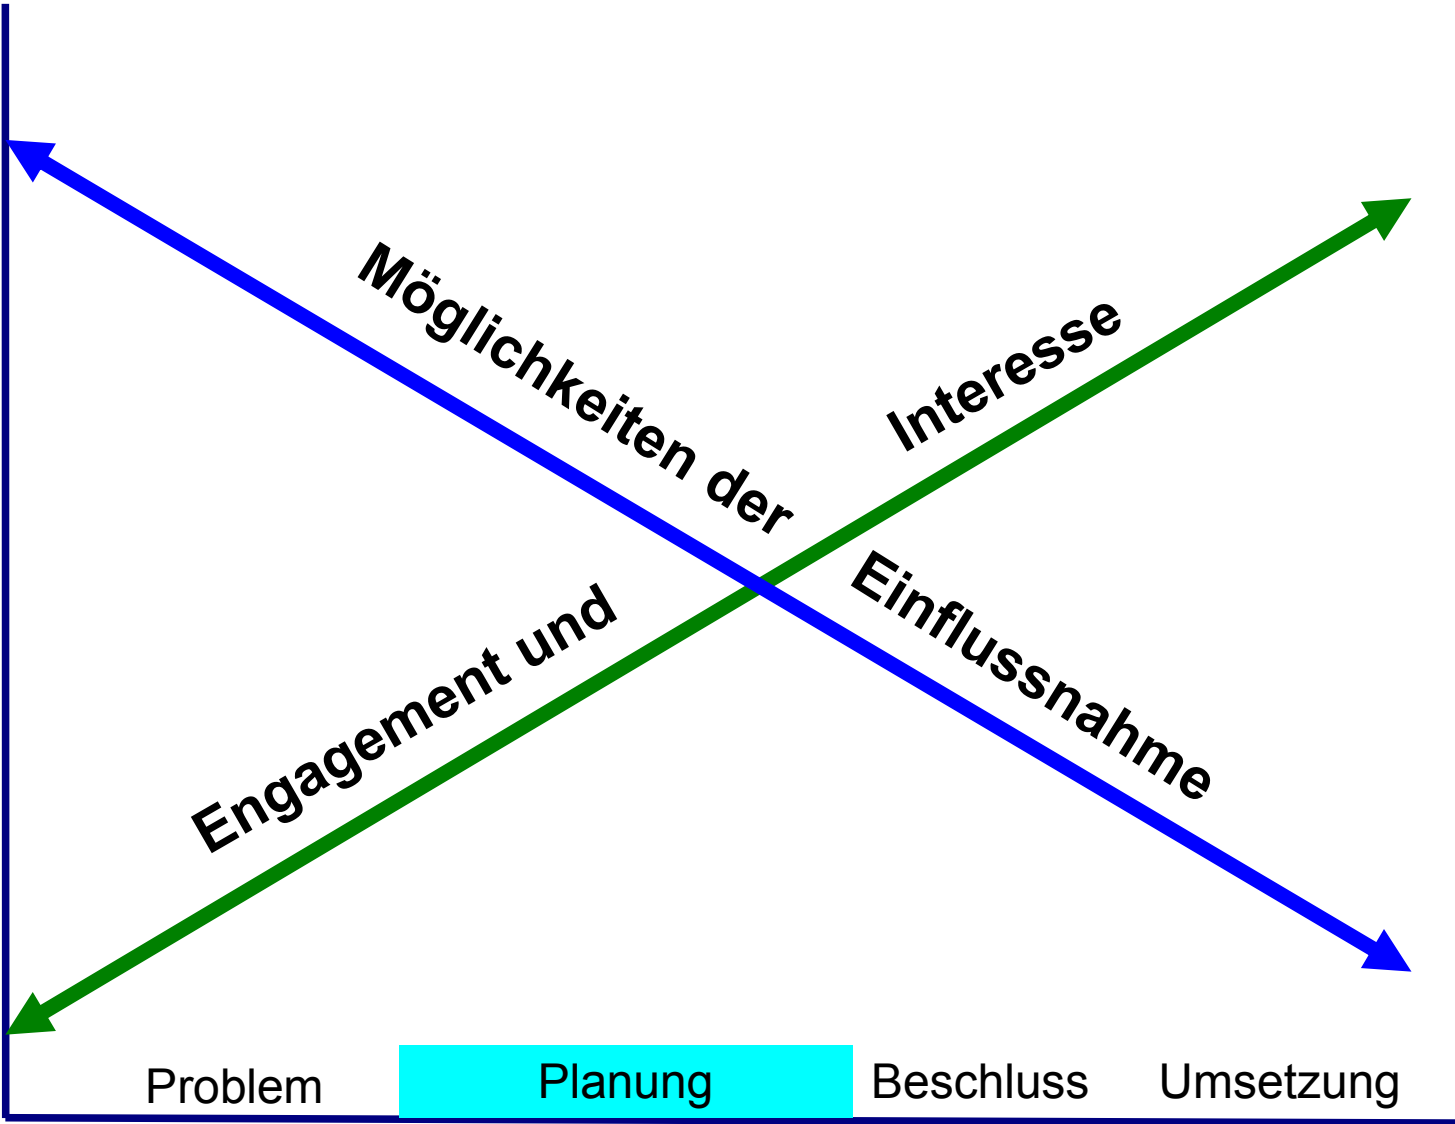 Möglichkeiten der Einflussnahme
Engagement und Interesse
Problem
Planung
Beschluss
Umsetzung